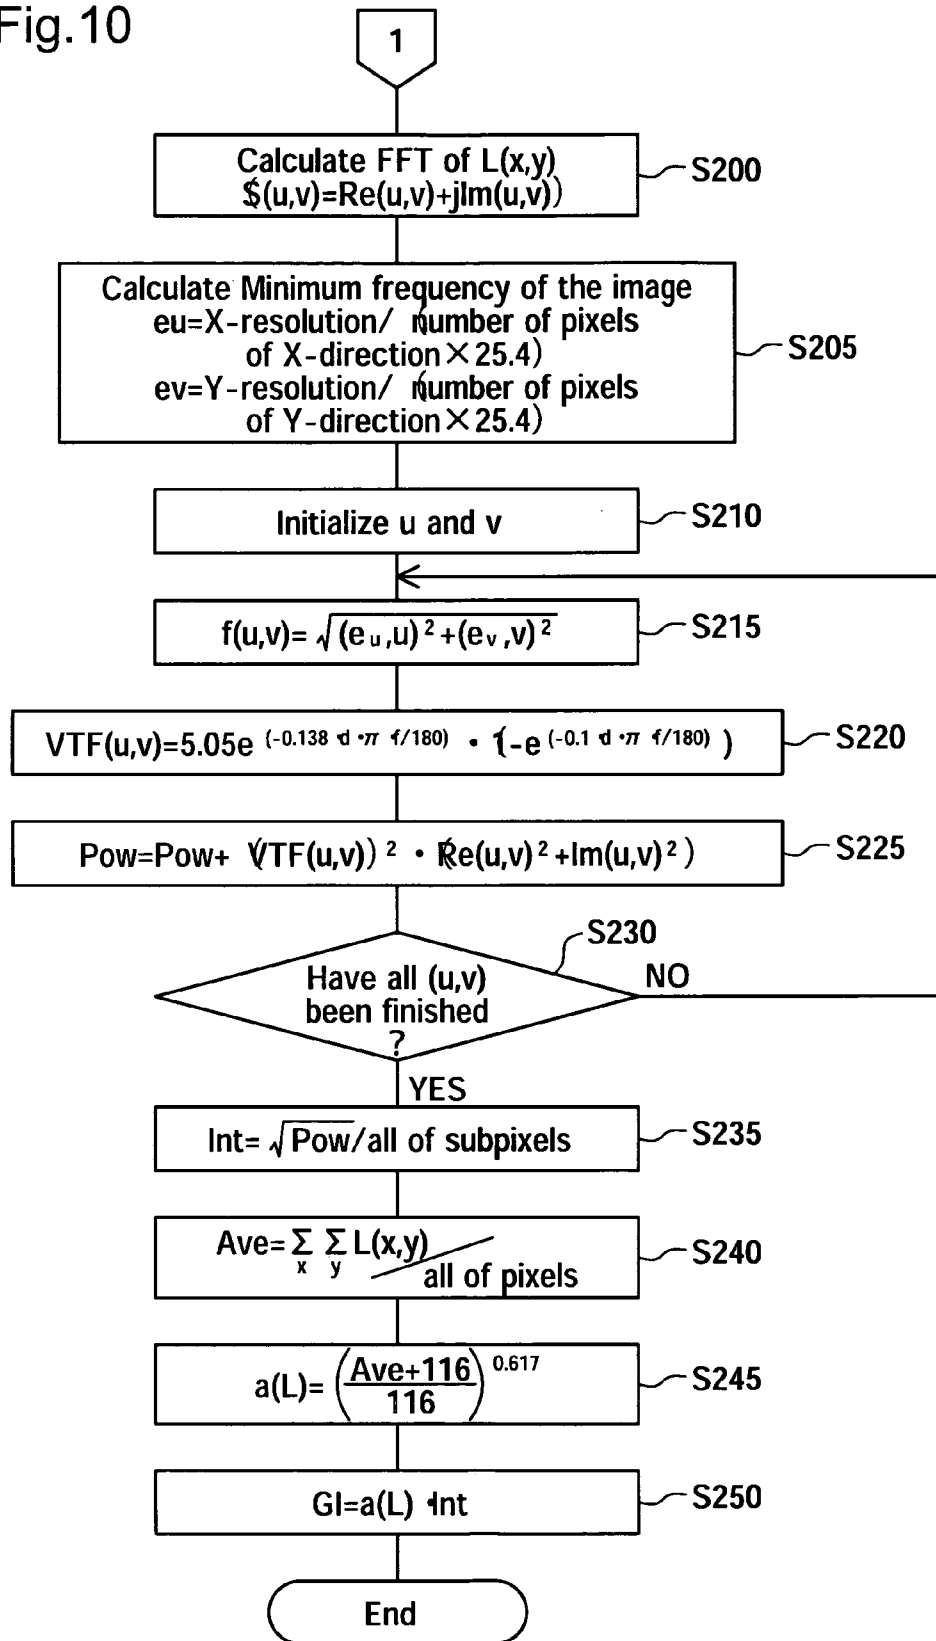 Fig.10
1
Calculate FFT of L(x,y)
S200
$(u,v)=Re(u,v)+jIm(u,v))
Calculate Minimum frequency of the image
eu=X-resolution/ (number of pixels
of X-direction×25.4)
S205
ev=Y-resolution/ (number of pixels
of Y-direction×25.4)
Initialize u and v
S210
f(u,v)= √(e u ,u) 2 +(e v ,v) 2
S215
VTF(u,v)=5.05e (-0.138 d ·π f/180) · (1-e (-0.1 d ·π f/180) )
S220
Pow=Pow+ (VTF(u,v)) 2 · (Re(u,v) 2 +Im(u,v) 2 )
S225
S230
Have all (u,v)
been finished
?
NO
YES
Int= √Pow/all of subpixels
S235
Ave= Σ x Σ y L(x,y) / all of pixels
S240
a(L)= (Ave+116 / 116) 0.617
S245
GI=a(L) ·Int
S250
End